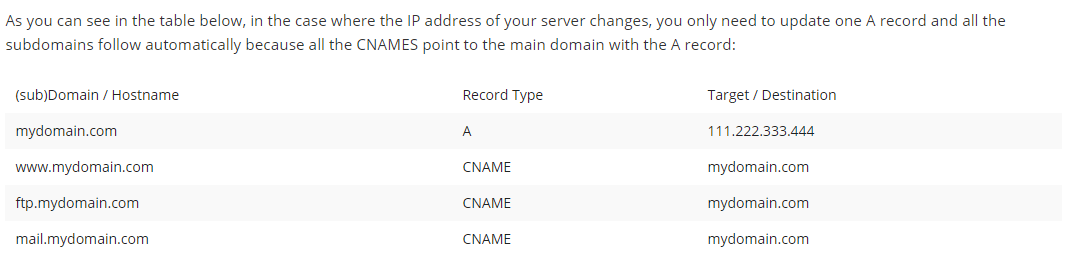 As you can see in the table below, in the case where the IP address of your server changes, you only need to update one A record and all the
subdomains follow automatically because all the CNAMES point to the main domain with the A record:
(sub)Domain / Hostname Record Type Target / Destination
mydomain.com A 111.222.333.444
www.mydomain.com CNAME mydomain.com
ftp.mydomain.com CNAME mydomain.com
mail.mydomain.com CNAME mydomain.com